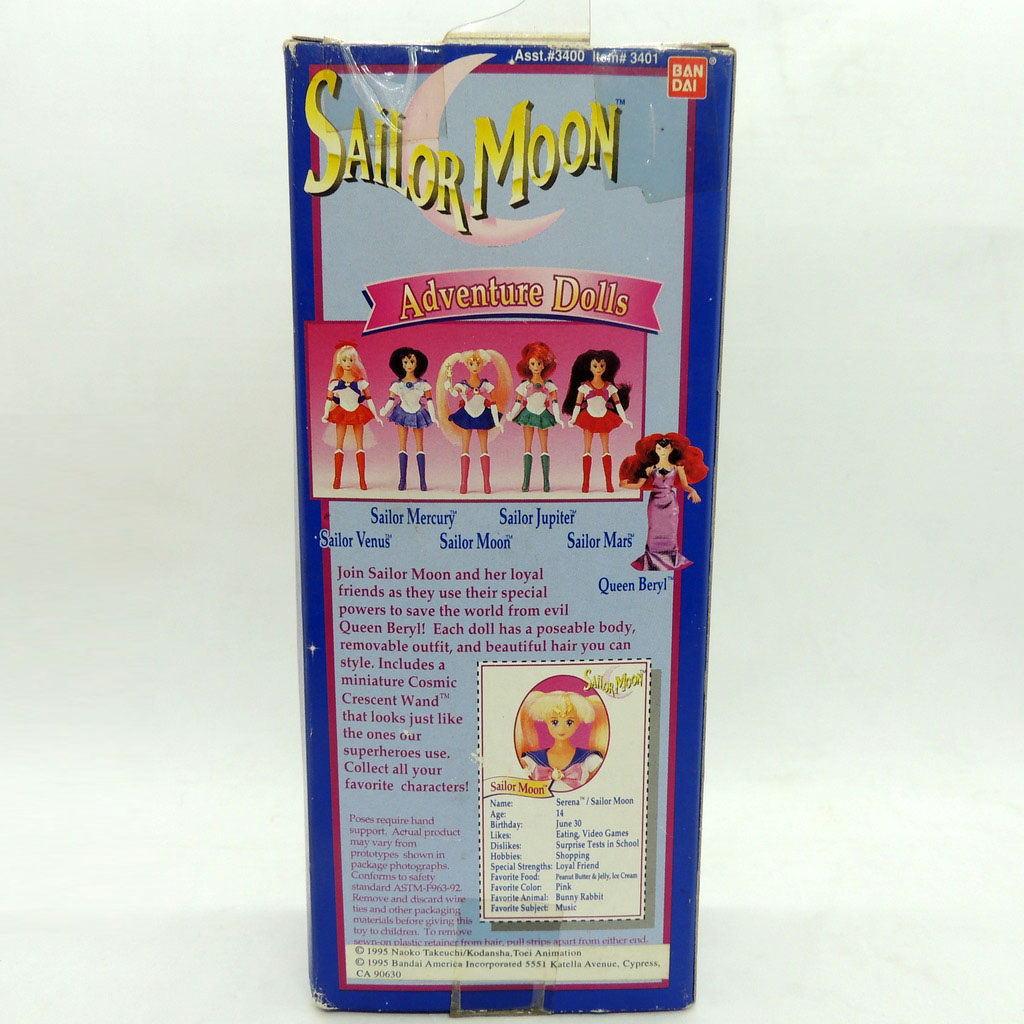 Asst.#3400 Item# 3401
BAN
DAI
®
SAILOR MOON™
Adventure Dolls
Sailor Mercury™ Sailor Jupiter™
Sailor Venus™ Sailor Moon™ Sailor Mars™
Queen Beryl™
Join Sailor Moon and her loyal
friends as they use their special
powers to save the world from evil
Queen Beryl! Each doll has a poseable body,
removable outfit, and beautiful hair you can
style. Includes a
miniature Cosmic
Crescent Wand™
that looks just like
the ones our
superheroes use.
Collect all your
favorite characters!
SAILOR MOON™
Sailor Moon™
Name: Serena™ / Sailor Moon
Age: 14
Birthday: June 30
Likes: Eating, Video Games
Dislikes: Surprise Tests in School
Hobbies: Shopping
Special Strengths: Loyal Friend
Favorite Food: Peanut Butter & Jelly, Ice Cream
Favorite Color: Pink
Favorite Animal: Bunny Rabbit
Favorite Subject: Music
Poses require hand
support. Actual product
may vary from
prototypes shown in
package photographs.
Conforms to safety
standard ASTM-F963-92.
Remove and discard wire
ties and other packaging
materials before giving this
toy to children. To remove
sewn-on plastic retainer from hair, pull strips apart from either end.
© 1995 Naoko Takeuchi/Kodansha, Toei Animation
© 1995 Bandai America Incorporated 5551 Katella Avenue, Cypress,
CA 90630